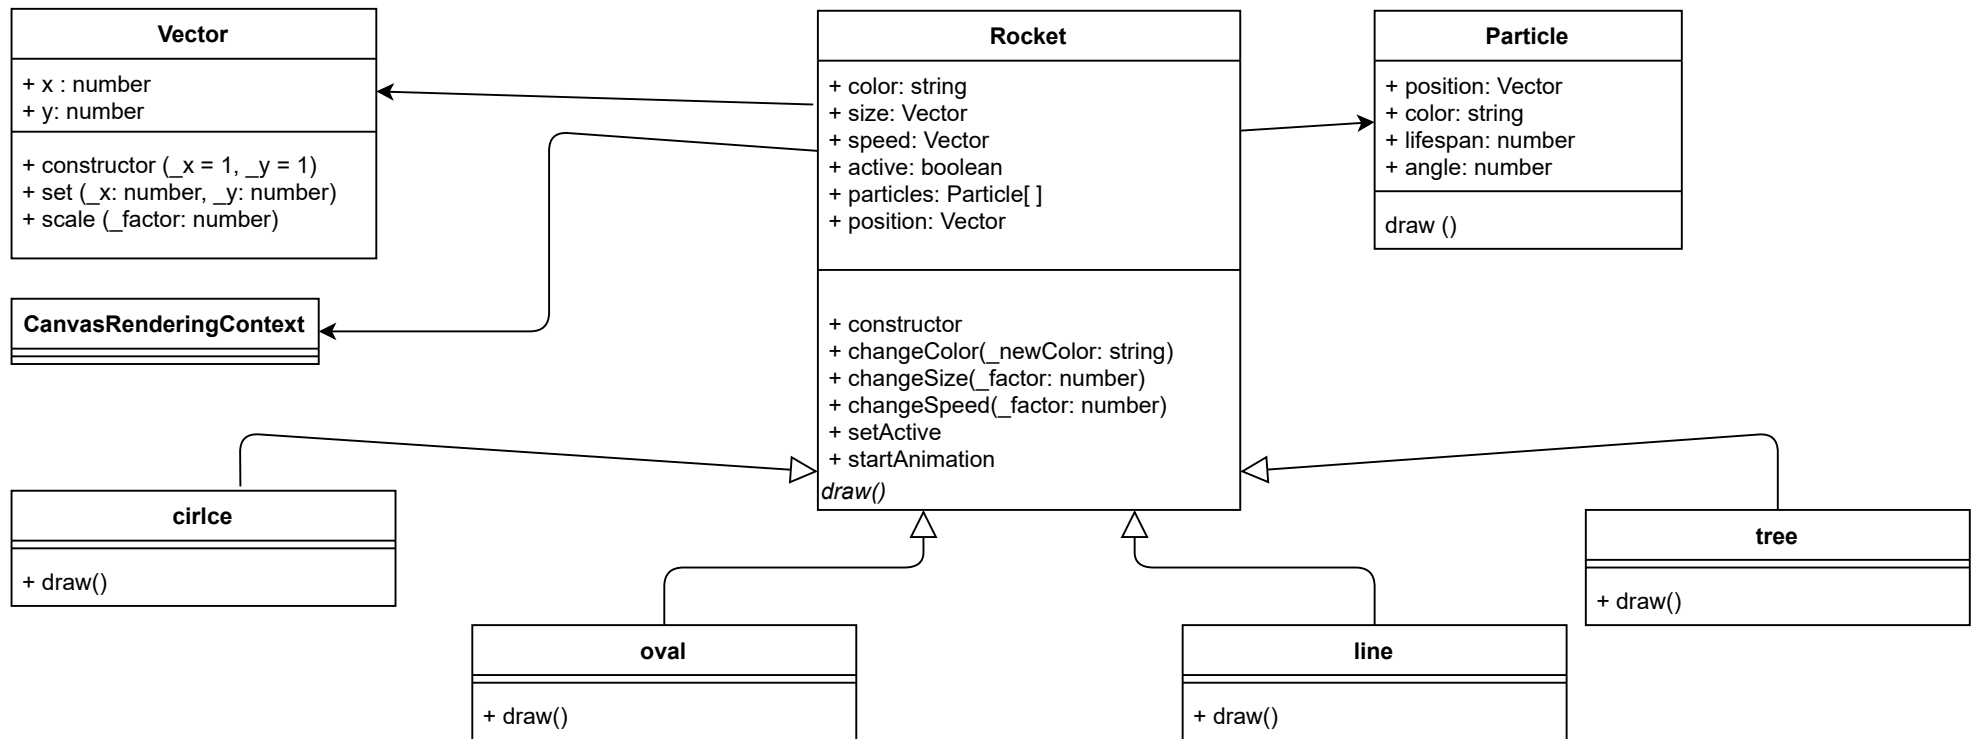 Vector
+ x : number
+ y: number
+ constructor (_x = 1, _y = 1)
+ set (_x: number, _y: number)
+ scale (_factor: number)
CanvasRenderingContext
Rocket
+ color: string
+ size: Vector
+ speed: Vector
+ active: boolean
+ particles: Particle[ ]
+ position: Vector
+ constructor
+ changeColor(_newColor: string)
+ changeSize(_factor: number)
+ changeSpeed(_factor: number)
+ setActive
+ startAnimation
draw()
Particle
+ position: Vector
+ color: string
+ lifespan: number
+ angle: number
draw ()
cirlce
+ draw()
oval
+ draw()
line
+ draw()
tree
+ draw()